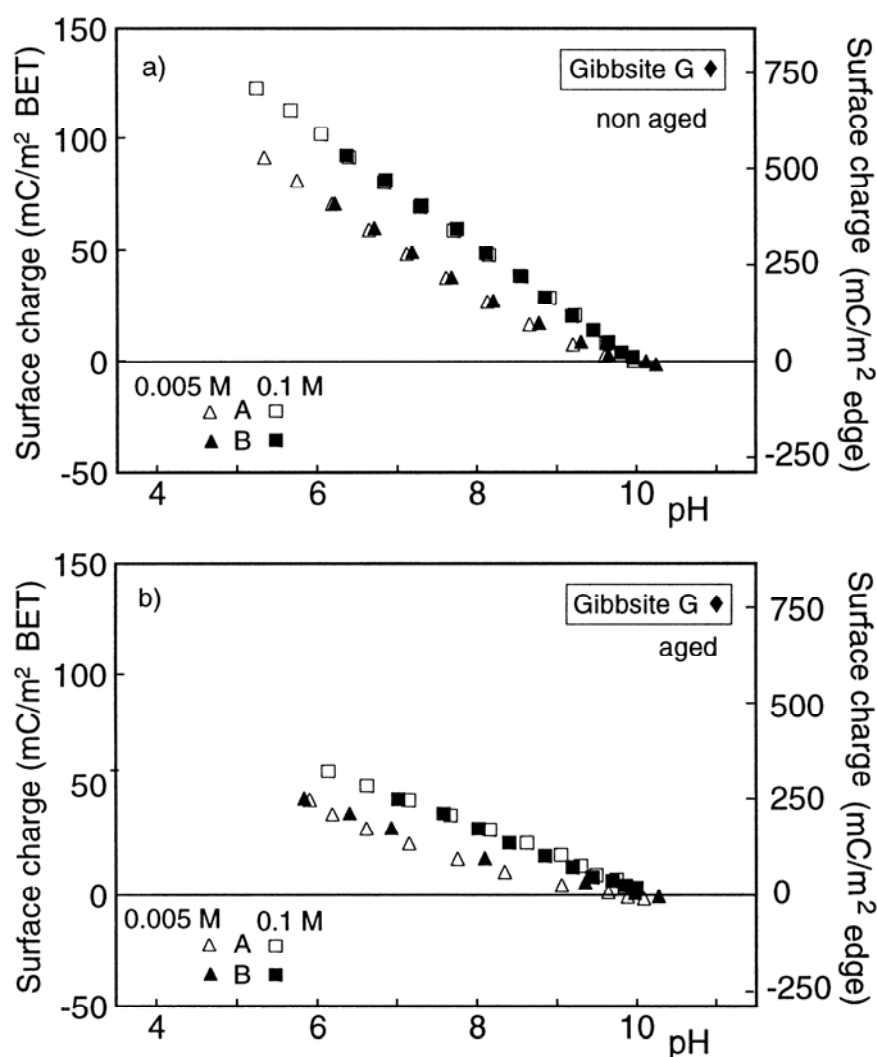 Surface charge (mC/m² BET)
150
100
50
0
-50
a)
Gibbsite G ♦
non aged
0.005 M 0.1 M
△ A □
▲ B ■
4 6 8 10
pH
750
500
250
0
-250
Surface charge (mC/m² edge)
Surface charge (mC/m² BET)
150
100
50
0
-50
b)
Gibbsite G ♦
aged
0.005 M 0.1 M
△ A □
▲ B ■
4 6 8 10
pH
750
500
250
0
-250
Surface charge (mC/m² edge)